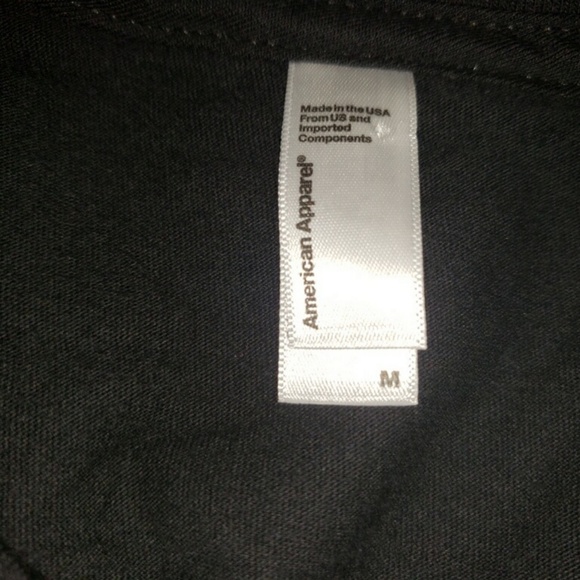 Made in the USA
From US and
Imported
Components
American Apparel®
M